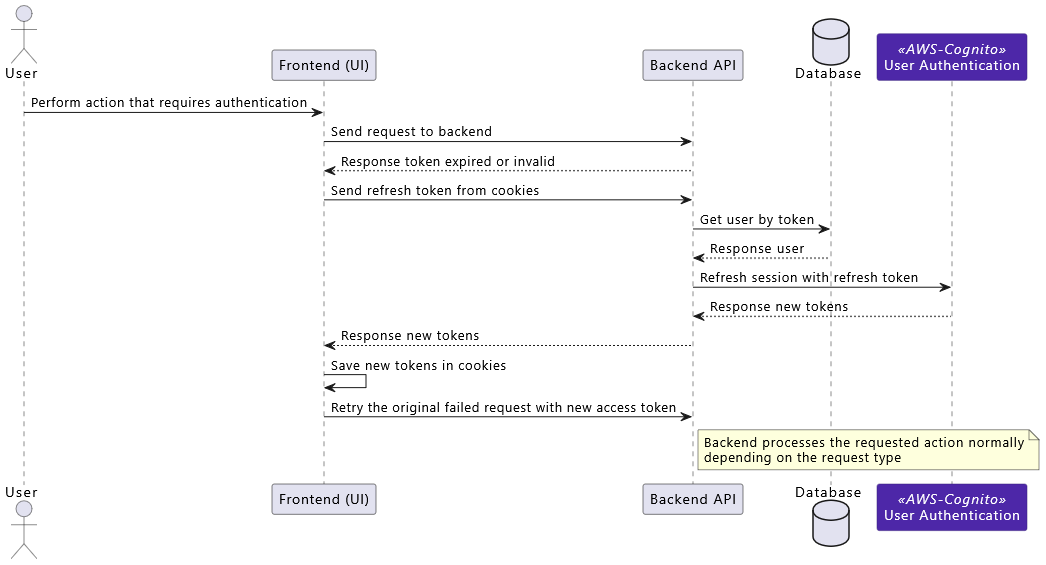 User
Frontend (UI)
Backend API
Database
«AWS-Cognito»
User Authentication
Perform action that requires authentication
Send request to backend
Response token expired or invalid
Send refresh token from cookies
Get user by token
Response user
Refresh session with refresh token
Response new tokens
Response new tokens
Save new tokens in cookies
Retry the original failed request with new access token
Backend processes the requested action normally
depending on the request type
User
Frontend (UI)
Backend API
Database
«AWS-Cognito»
User Authentication